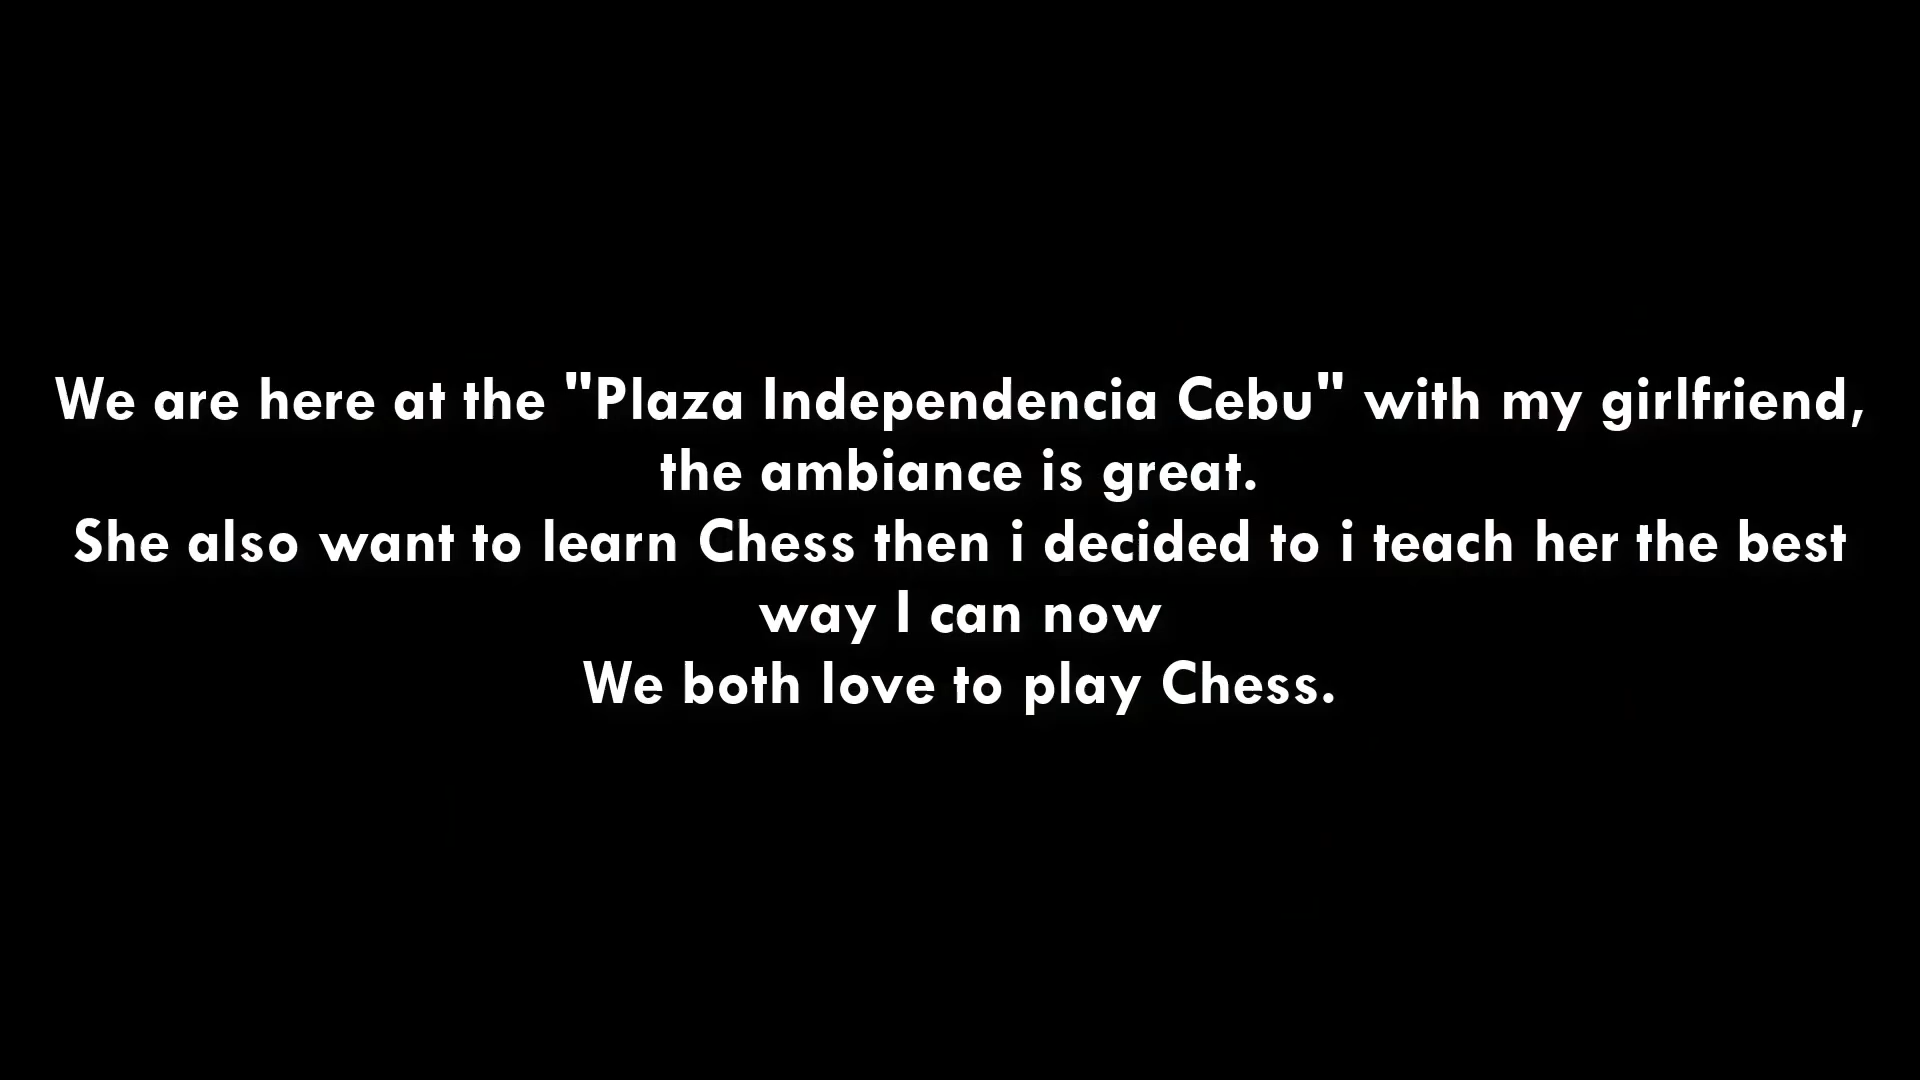 We are here at the "Plaza Independencia Cebu" with my girlfriend,
the ambiance is great.
She also want to learn Chess then i decided to i teach her the best
way I can now
We both love to play Chess.